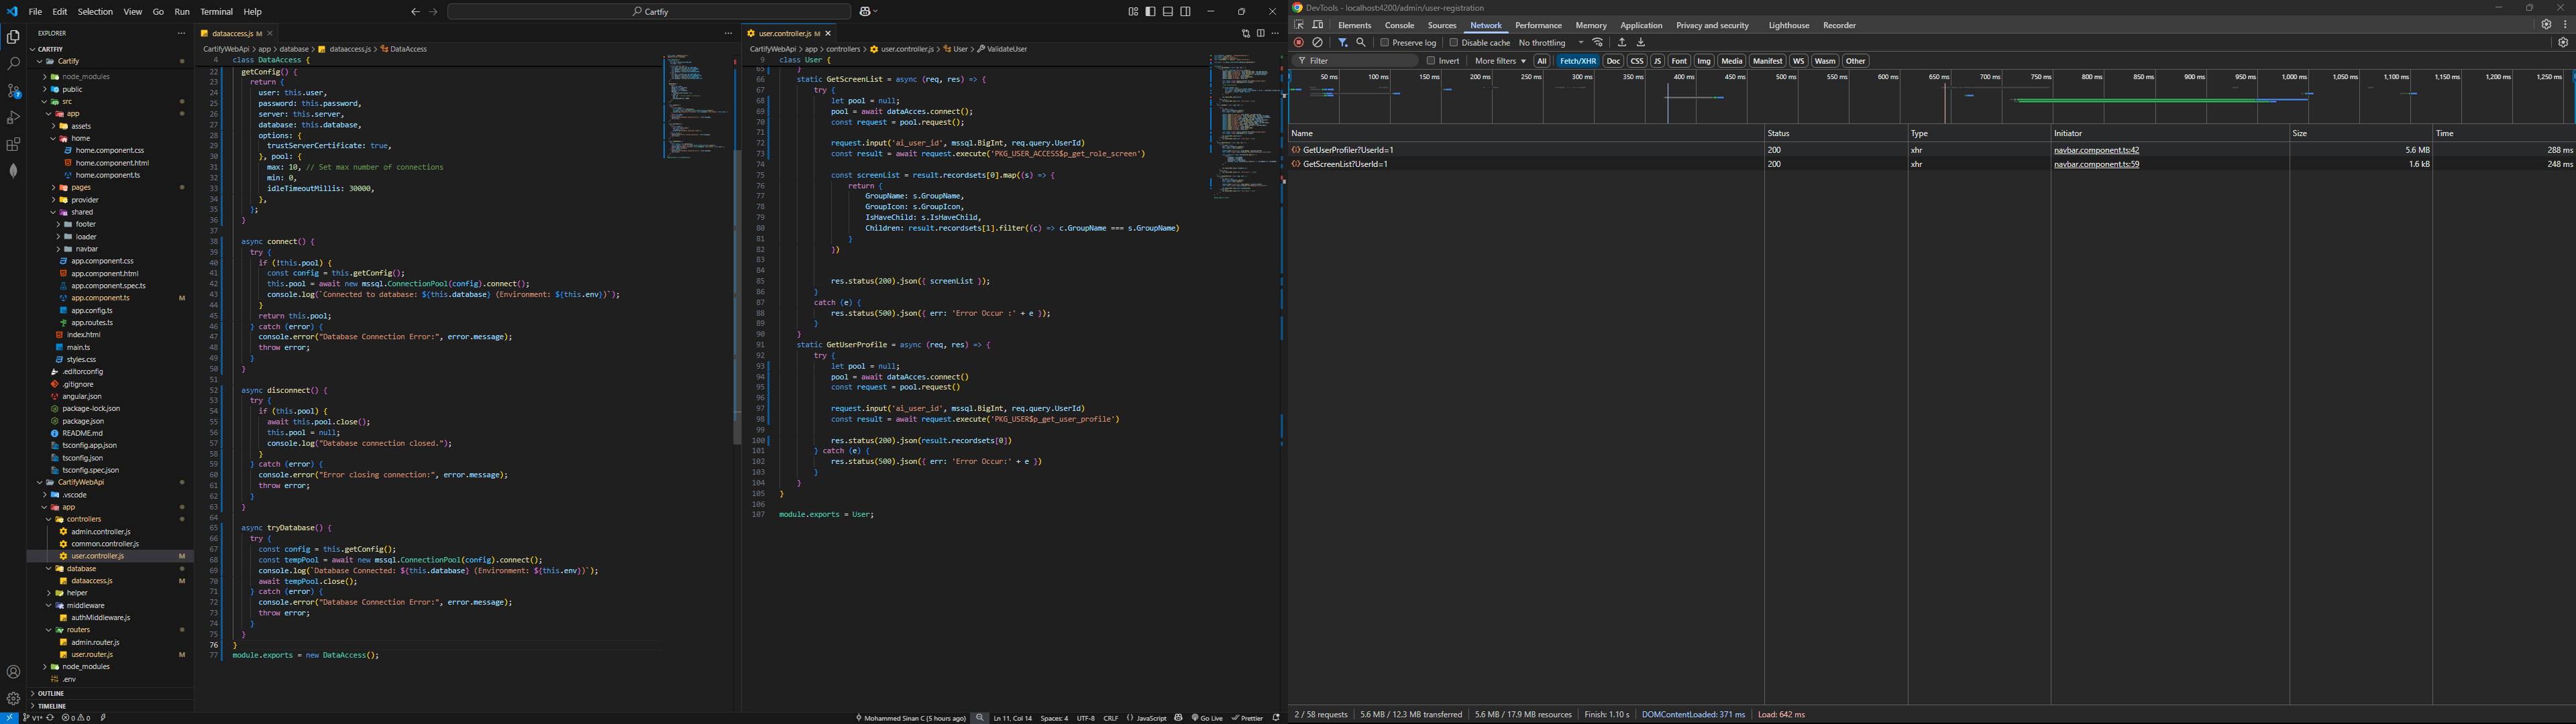 File Edit Selection View Go Run Terminal Help
Cartfiy
EXPLORER
CARTFIY
Cartify
node_modules
public
src
app
assets
home
home.component.css
home.component.html
home.component.ts
pages
provider
shared
footer
loader
navbar
app.component.css
app.component.html
app.component.spec.ts
app.component.ts M
app.config.ts
app.routes.ts
index.html
main.ts
styles.css
.editorconfig
.gitignore
angular.json
package-lock.json
package.json
README.md
tsconfig.app.json
tsconfig.json
tsconfig.spec.json
CartifyWebApi
.vscode
app
controllers
admin.controller.js
common.controller.js
user.controller.js M
database
dataaccess.js M
helper
middleware
authMiddleware.js
routers
admin.router.js
user.router.js M
node_modules
.env
OUTLINE
TIMELINE
dataaccess.js M
CartifyWebApi > app > database > dataaccess.js > DataAccess
4 class DataAccess {
22 getConfig() {
23 return {
24 user: this.user,
25 password: this.password,
26 server: this.server,
27 database: this.database,
28 options: {
29 trustServerCertificate: true,
30 }, pool: {
31 max: 10, // Set max number of connections
32 min: 0,
33 idleTimeoutMillis: 30000,
34 },
35 };
36 }
37
38 async connect() {
39 try {
40 if (!this.pool) {
41 const config = this.getConfig();
42 this.pool = await new mssql.ConnectionPool(config).connect();
43 console.log(`Connected to database: ${this.database} (Environment: ${this.env})`);
44 }
45 return this.pool;
46 } catch (error) {
47 console.error("Database Connection Error:", error.message);
48 throw error;
49 }
50 }
51
52 async disconnect() {
53 try {
54 if (this.pool) {
55 await this.pool.close();
56 this.pool = null;
57 console.log("Database connection closed.");
58 }
59 } catch (error) {
60 console.error("Error closing connection:", error.message);
61 throw error;
62 }
63 }
64
65 async tryDatabase() {
66 try {
67 const config = this.getConfig();
68 const tempPool = await new mssql.ConnectionPool(config).connect();
69 console.log(`Database Connected: ${this.database} (Environment: ${this.env})`);
70 await tempPool.close();
71 } catch (error) {
72 console.error("Database Connection Error:", error.message);
73 throw error;
74 }
75 }
76 }
77 module.exports = new DataAccess();
user.controller.js M
CartifyWebApi > app > controllers > user.controller.js > User > ValidateUser
9 class User {
65 }
66 static GetScreenList = async (req, res) => {
67 try {
68 let pool = null;
69 pool = await dataAcces.connect();
70 const request = pool.request();
71
72 request.input('ai_user_id', mssql.BigInt, req.query.UserId)
73 const result = await request.execute('PKG_USER_ACCESS$p_get_role_screen')
74
75 const screenList = result.recordsets[0].map((s) => {
76 return {
77 GroupName: s.GroupName,
78 GroupIcon: s.GroupIcon,
79 IsHaveChild: s.IsHaveChild,
80 Children: result.recordsets[1].filter((c) => c.GroupName === s.GroupName)
81 }
82 })
83
84
85 res.status(200).json({ screenList });
86 }
87 catch (e) {
88 res.status(500).json({ err: 'Error Occur :' + e });
89 }
90 }
91 static GetUserProfile = async (req, res) => {
92 try {
93 let pool = null;
94 pool = await dataAcces.connect()
95 const request = pool.request()
96
97 request.input('ai_user_id', mssql.BigInt, req.query.UserId)
98 const result = await request.execute('PKG_USER$p_get_user_profile')
99
100 res.status(200).json(result.recordsets[0])
101 } catch (e) {
102 res.status(500).json({ err: 'Error Occur:' + e })
103 }
104 }
105 }
106
107 module.exports = User;
V1* 0 0 Mohammed Sinan C (5 hours ago) Ln 11, Col 14 Spaces: 4 UTF-8 CRLF JavaScript Go Live Prettier
DevTools - localhost:4200/admin/user-registration
Elements Console Sources Network Performance Memory Application Privacy and security Lighthouse Recorder
Preserve log Disable cache No throttling
Filter Invert More filters All Fetch/XHR Doc CSS JS Font Img Media Manifest WS Wasm Other
50 ms 100 ms 150 ms 200 ms 250 ms 300 ms 350 ms 400 ms 450 ms 500 ms 550 ms 600 ms 650 ms 700 ms 750 ms 800 ms 850 ms 900 ms 950 ms 1,000 ms 1,050 ms 1,100 ms 1,150 ms 1,200 ms 1,250 ms
Name Status Type Initiator Size Time
GetUserProfiler?UserId=1 200 xhr navbar.component.ts:42 5.6 MB 288 ms
GetScreenList?UserId=1 200 xhr navbar.component.ts:59 1.6 kB 248 ms
2 / 58 requests 5.6 MB / 12.3 MB transferred 5.6 MB / 17.9 MB resources Finish: 1.10 s DOMContentLoaded: 371 ms Load: 642 ms